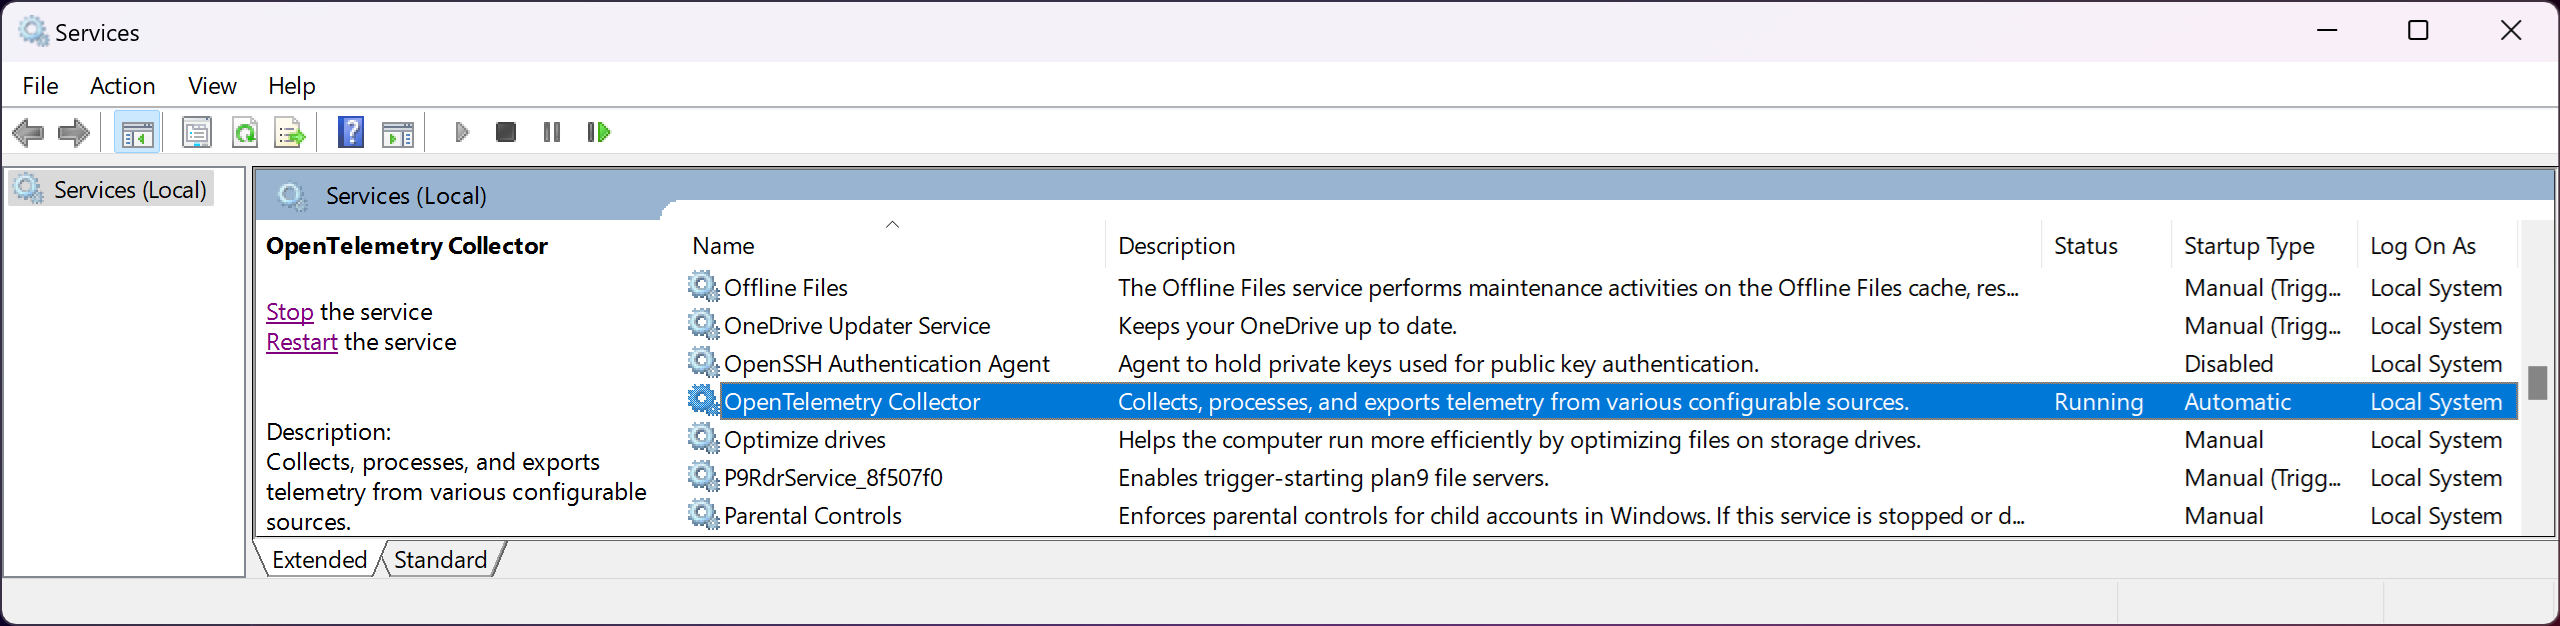 Services
File Action View Help
Services (Local)
Services (Local)
OpenTelemetry Collector
Stop the service
Restart the service
Description:
Collects, processes, and exports
telemetry from various configurable
sources.
Name Description Status Startup Type Log On As
Offline Files The Offline Files service performs maintenance activities on the Offline Files cache, res... Manual (Trigg... Local System
OneDrive Updater Service Keeps your OneDrive up to date. Manual (Trigg... Local System
OpenSSH Authentication Agent Agent to hold private keys used for public key authentication. Disabled Local System
OpenTelemetry Collector Collects, processes, and exports telemetry from various configurable sources. Running Automatic Local System
Optimize drives Helps the computer run more efficiently by optimizing files on storage drives. Manual Local System
P9RdrService_8f507f0 Enables trigger-starting plan9 file servers. Manual (Trigg... Local System
Parental Controls Enforces parental controls for child accounts in Windows. If this service is stopped or d... Manual Local System
Extended Standard